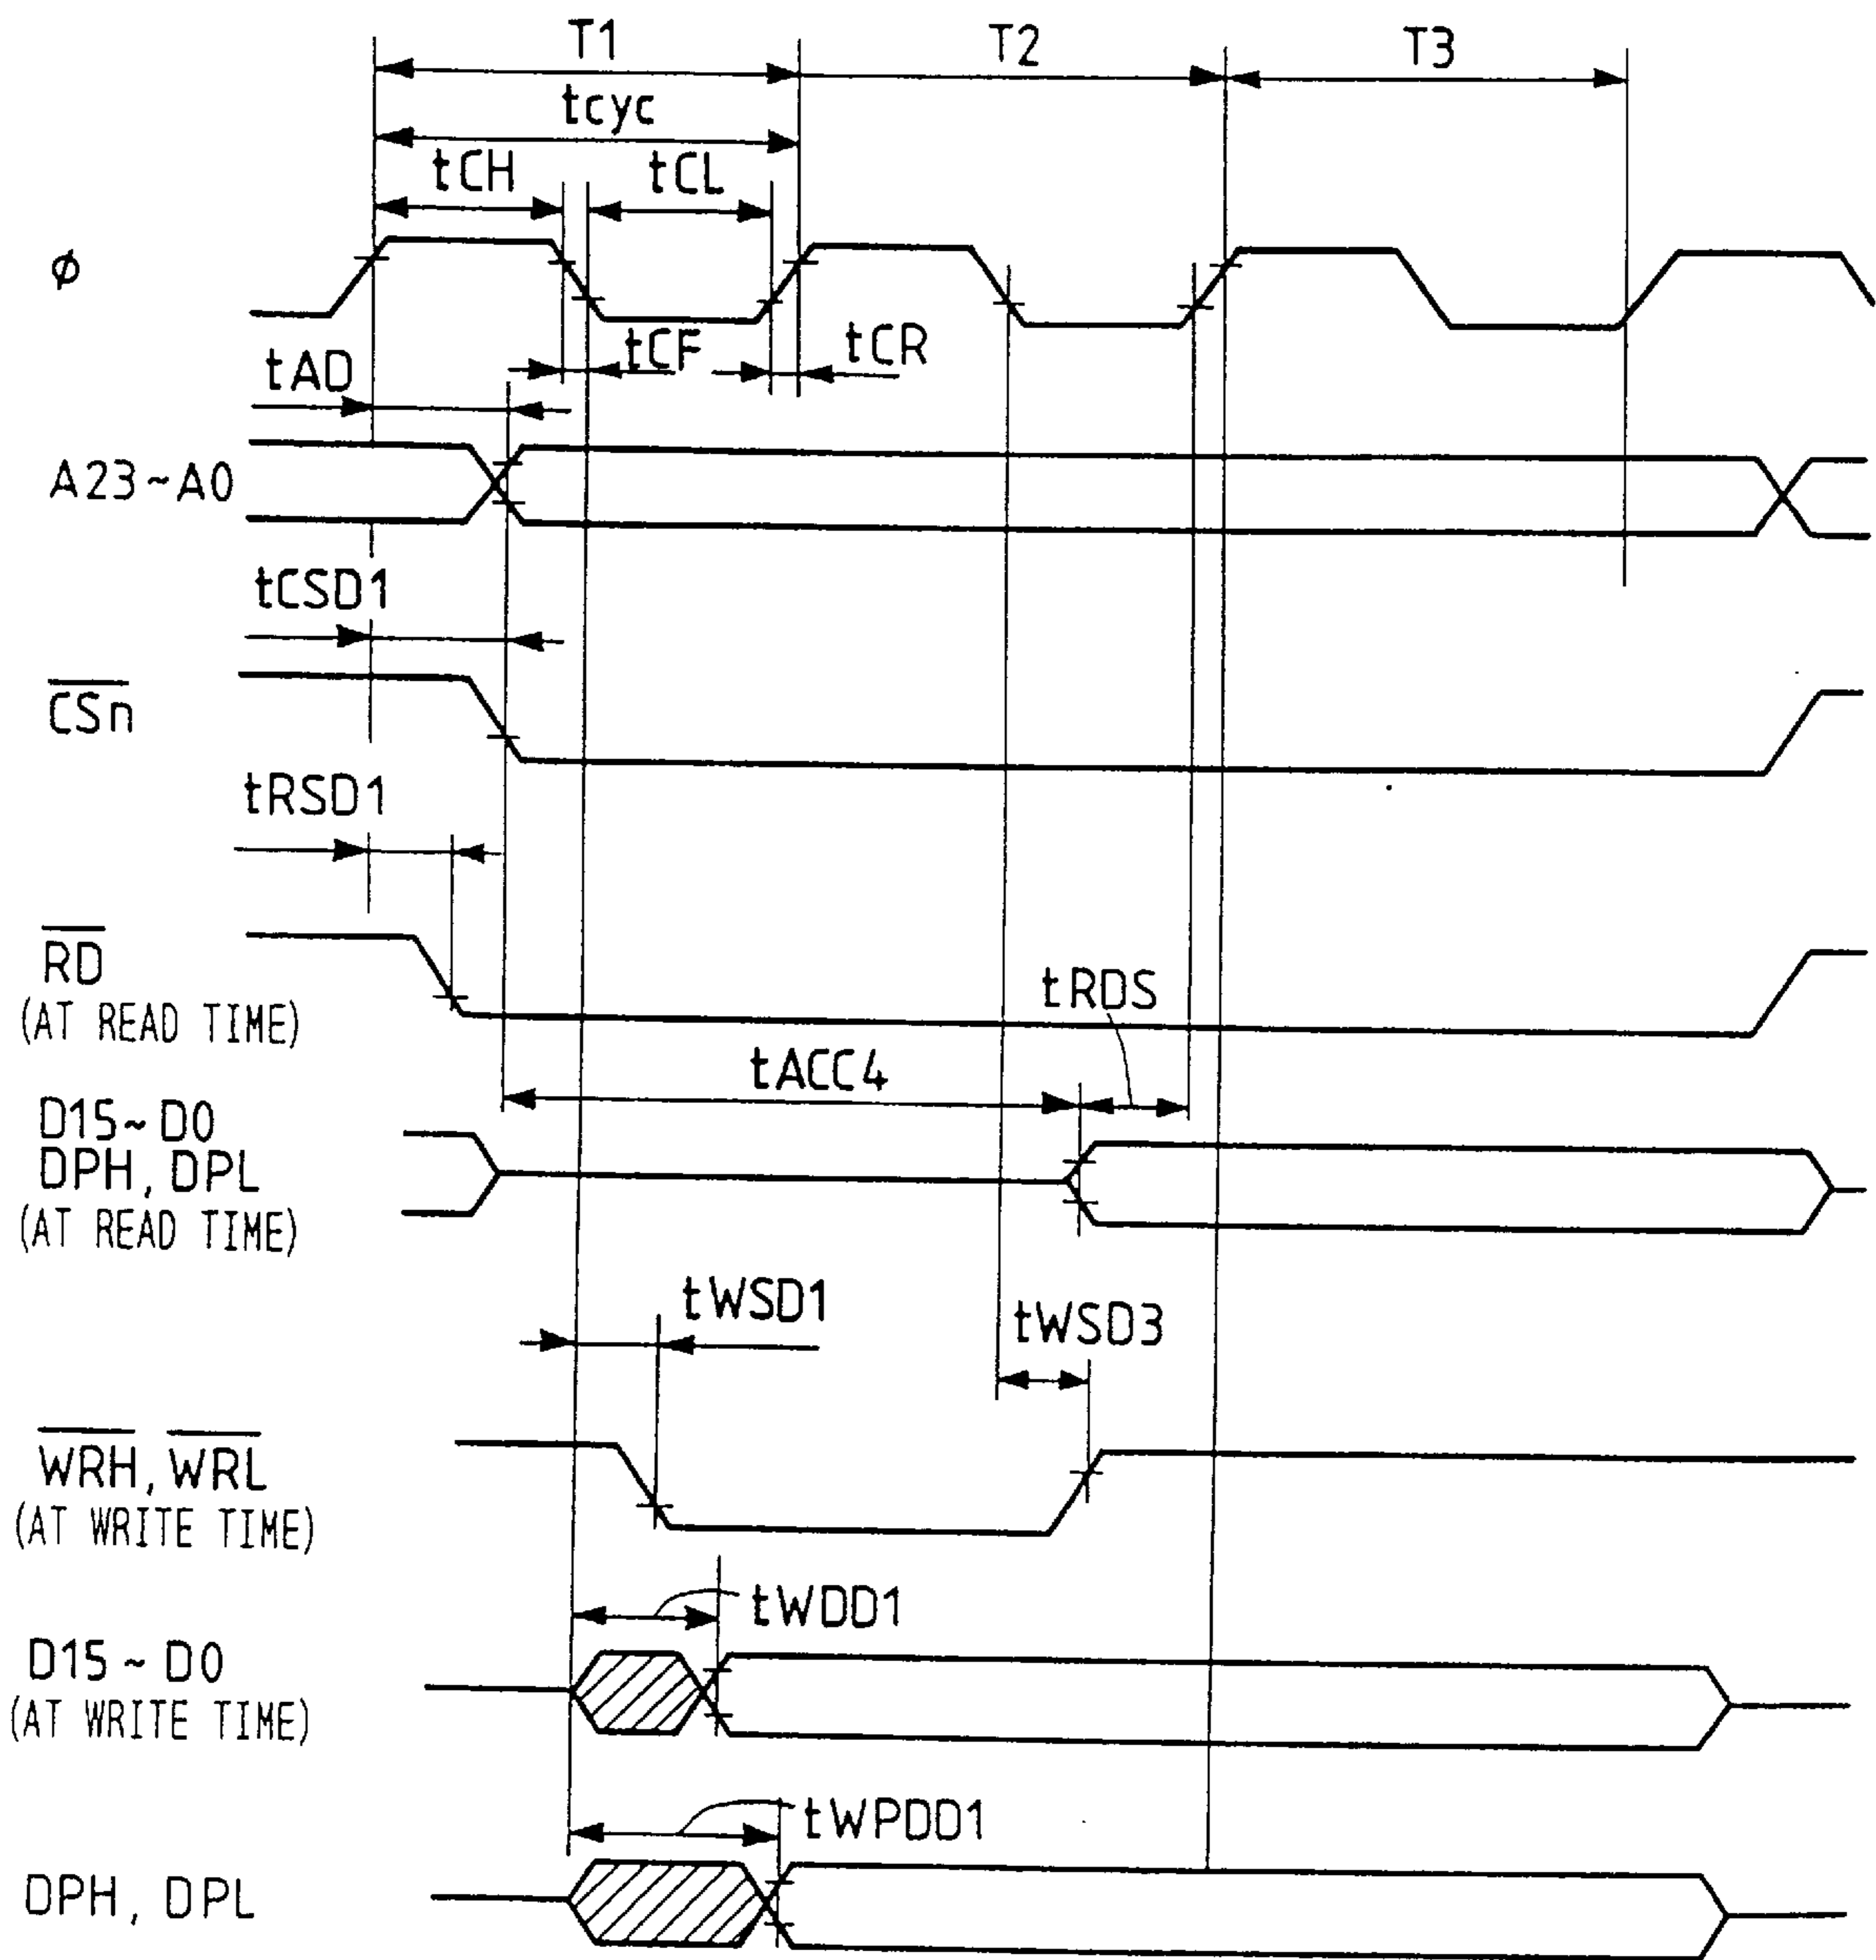 T1 T2 T3
tcyc
tCH tCL
φ
tCF tCR
tAD
A23~A0
tCSD1
CSn
tRSD1
RD
(AT READ TIME)
tRDS
tACC4
D15~D0
DPH, DPL
(AT READ TIME)
tWSD1
tWSD3
WRH, WRL
(AT WRITE TIME)
tWDD1
D15~D0
(AT WRITE TIME)
tWPDD1
DPH, DPL